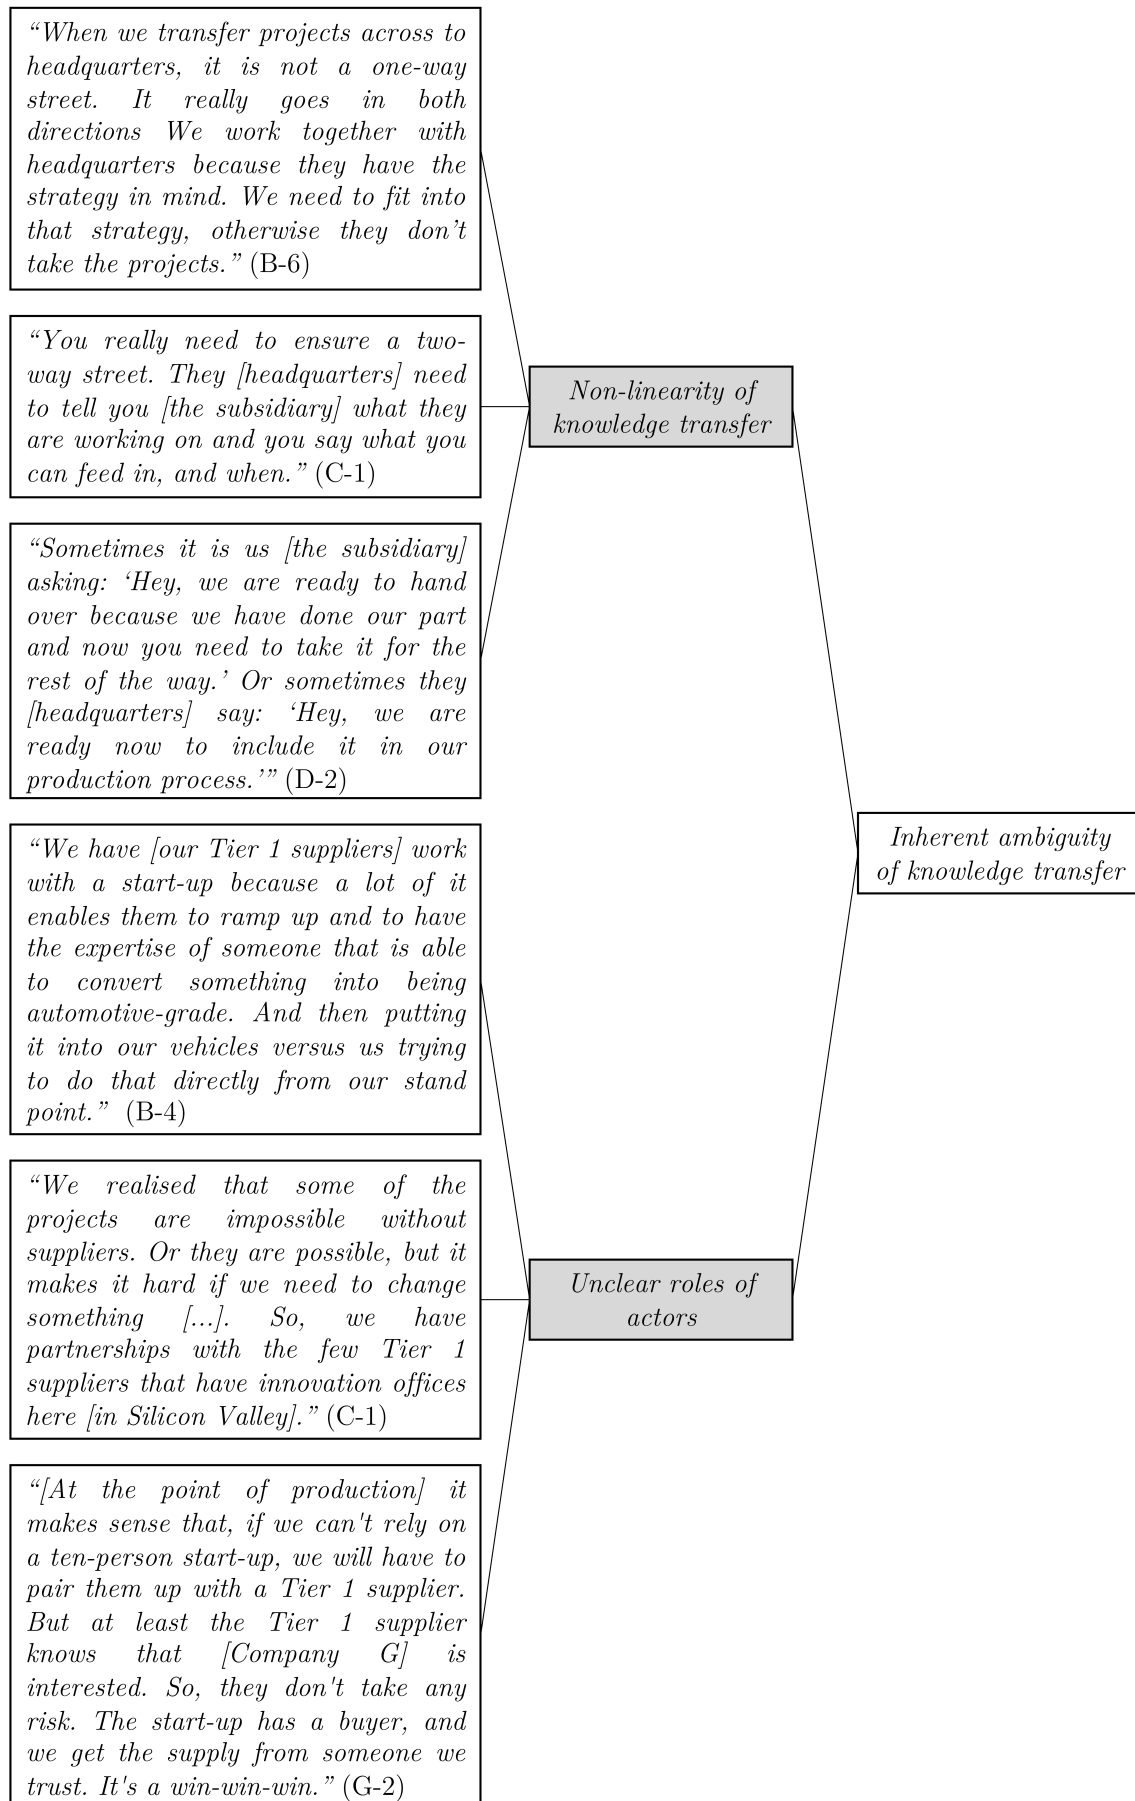 “When we transfer projects across to
headquarters, it is not a one-way
street. It really goes in both
directions We work together with
headquarters because they have the
strategy in mind. We need to fit into
that strategy, otherwise they don’t
take the projects.” (B-6)
“You really need to ensure a two-
way street. They [headquarters] need
to tell you [the subsidiary] what they
are working on and you say what you
can feed in, and when.” (C-1)
Non-linearity of
knowledge transfer
“Sometimes it is us [the subsidiary]
asking: ‘Hey, we are ready to hand
over because we have done our part
and now you need to take it for the
rest of the way.’ Or sometimes they
[headquarters] say: ‘Hey, we are
ready now to include it in our
production process.’” (D-2)
“We have [our Tier 1 suppliers] work
with a start-up because a lot of it
enables them to ramp up and to have
the expertise of someone that is able
to convert something into being
automotive-grade. And then putting
it into our vehicles versus us trying
to do that directly from our stand
point.” (B-4)
Inherent ambiguity
of knowledge transfer
“We realised that some of the
projects are impossible without
suppliers. Or they are possible, but it
makes it hard if we need to change
something [...]. So, we have
partnerships with the few Tier 1
suppliers that have innovation offices
here [in Silicon Valley].” (C-1)
Unclear roles of
actors
“[At the point of production] it
makes sense that, if we can't rely on
a ten-person start-up, we will have to
pair them up with a Tier 1 supplier.
But at least the Tier 1 supplier
knows that [Company G] is
interested. So, they don't take any
risk. The start-up has a buyer, and
we get the supply from someone we
trust. It's a win-win-win.” (G-2)